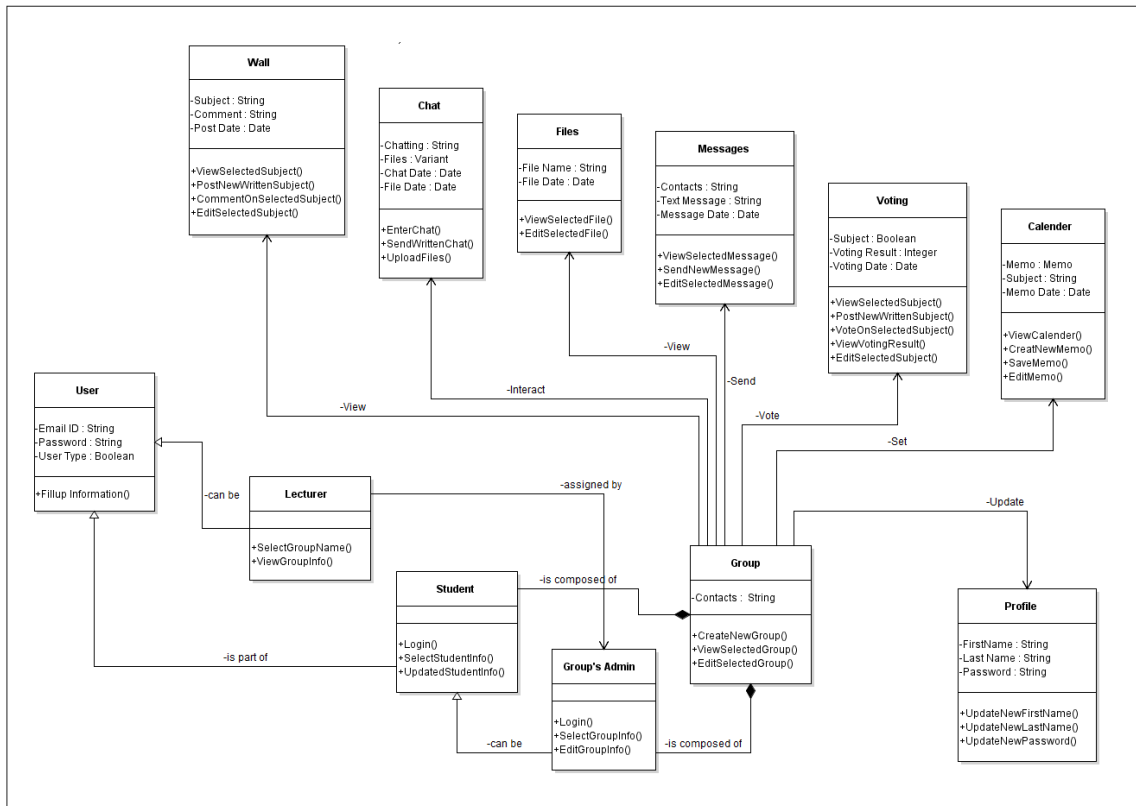 Wall
-Subject : String
-Comment : String
-Post Date : Date
+ViewSelectedSubject()
+PostNewWrittenSubject()
+CommentOnSelectedSubject()
+EditSelectedSubject()
Chat
-Chatting : String
-Files : Variant
-Chat Date : Date
-File Date : Date
+EnterChat()
+SendWrittenChat()
+UploadFiles()
Files
-File Name : String
-File Date : Date
+ViewSelectedFile()
+EditSelectedFile()
Messages
-Contacts : String
-Text Message : String
-Message Date : Date
+ViewSelectedMessage()
+SendNewMessage()
+EditSelectedMessage()
Voting
-Subject : Boolean
-Voting Result : Integer
-Voting Date : Date
+ViewSelectedSubject()
+PostNewWrittenSubject()
+VoteOnSelectedSubject()
+ViewVotingResult()
+EditSelectedSubject()
Calender
-Memo : Memo
-Subject : String
-Memo Date : Date
+ViewCalender()
+CreatNewMemo()
+SaveMemo()
+EditMemo()
-View
-Interact
-View
-Send
-Vote
-Set
-Update
User
-Email ID : String
-Password : String
-User Type : Boolean
+Fillup Information()
-can be
Lecturer
+SelectGroupName()
+ViewGroupInfo()
-assigned by
Student
+Login()
+SelectStudentInfo()
+UpdatedStudentInfo()
-is composed of
Group
-Contacts : String
+CreateNewGroup()
+ViewSelectedGroup()
+EditSelectedGroup()
Profile
-FirstName : String
-Last Name : String
-Password : String
+UpdateNewFirstName()
+UpdateNewLastName()
+UpdateNewPassword()
-is part of
Group's Admin
+Login()
+SelectGroupInfo()
+EditGroupInfo()
-can be
-is composed of